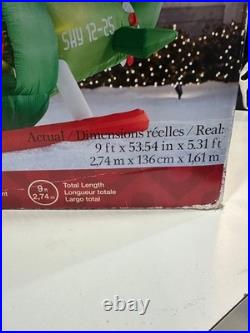 SHY 12-25
Actual / Dimensions réelles / Real:
9 ft x 53.54 in x 5.31 ft
2,74 m x 136 cm x 1,61 m
9 ft
2,74 m
Total Length
Longueur totale
Largo total